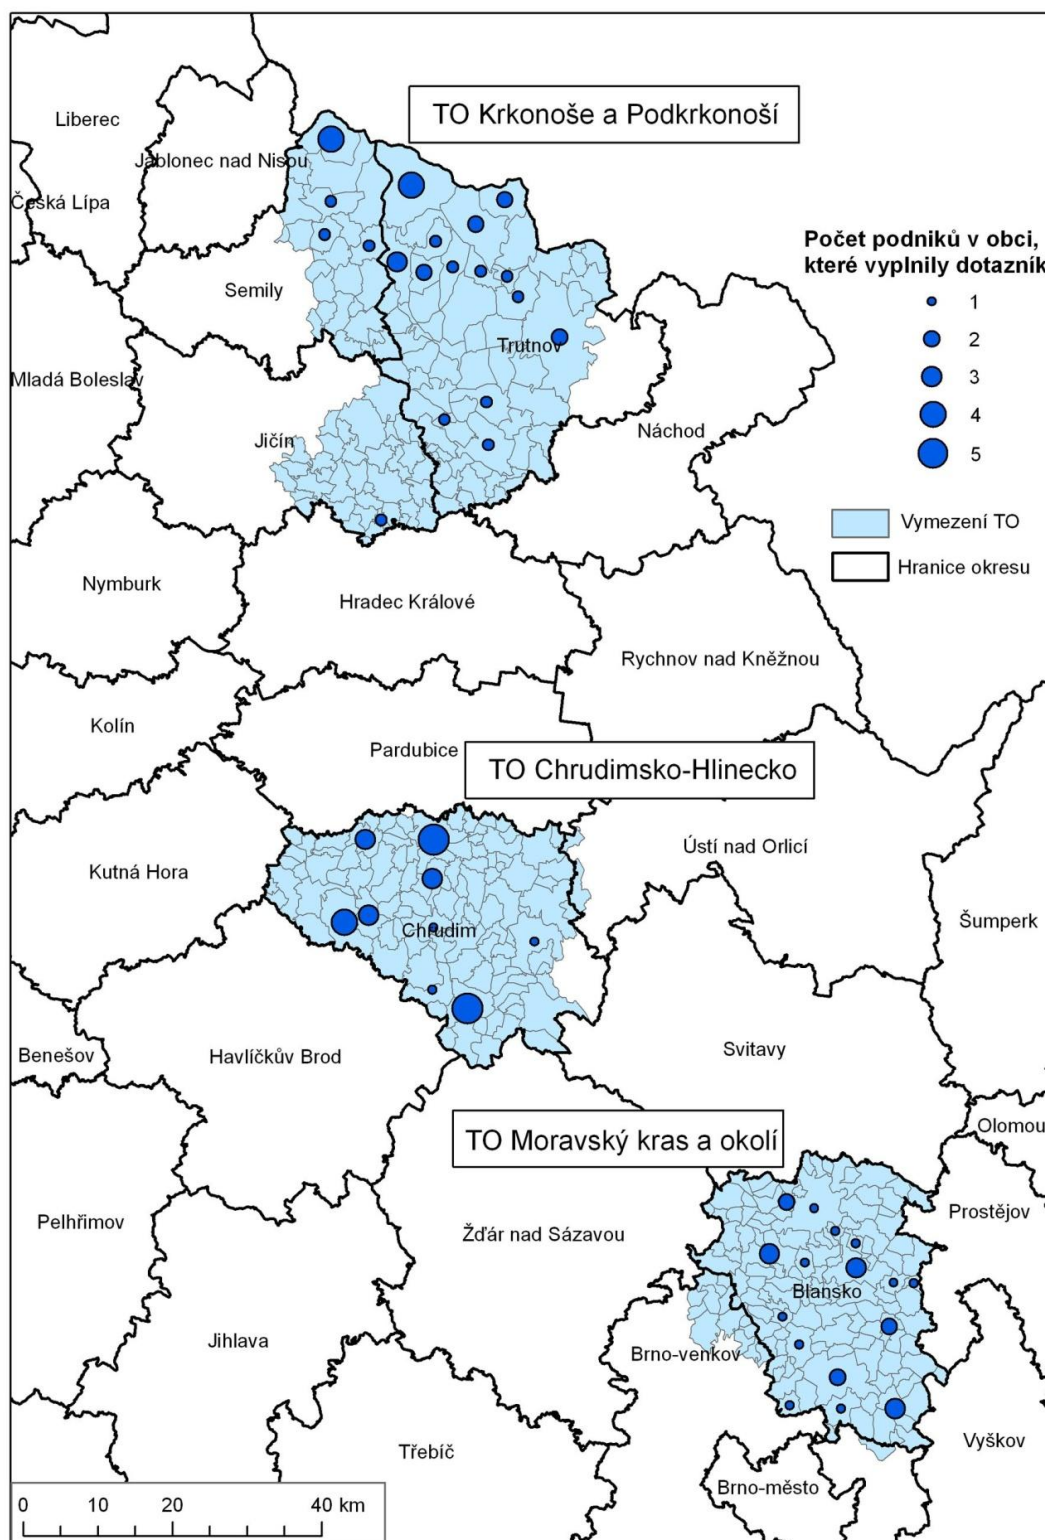 TO Krkonoše a Podkrkonoší
Liberec
Jablonec nad Nisou
Česká Lípa
Počet podniků v obci,
které vyplnily dotazník
Semily
1
2
Trutnov
3
Mladá Boleslav
4
Náchod
Jičín
5
Vymezení TO
Hranice okresu
Nymburk
Hradec Králové
Rychnov nad Kněžnou
Kolín
Pardubice
TO Chrudimsko-Hlinecko
Ústí nad Orlicí
Kutná Hora
Šumperk
Chrudim
Svitavy
Benešov
Havlíčkův Brod
Olomou
TO Moravský kras a okolí
Prostějov
Pelhřimov
Žďár nad Sázavou
Blansko
Jihlava
Brno-venkov
Vyškov
Třebíč
Brno-město
0 10 20 40 km